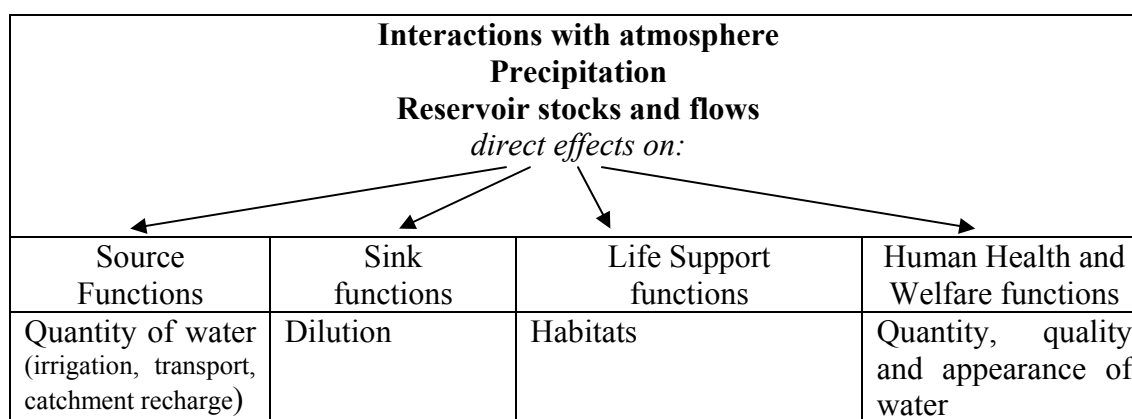 Interactions with atmosphere
Precipitation
Reservoir stocks and flows
direct effects on:
Source
Functions
Sink
functions
Life Support
functions
Human Health and
Welfare functions
Quantity of water
(irrigation, transport,
catchment recharge)
Dilution
Habitats
Quantity, quality
and appearance of
water